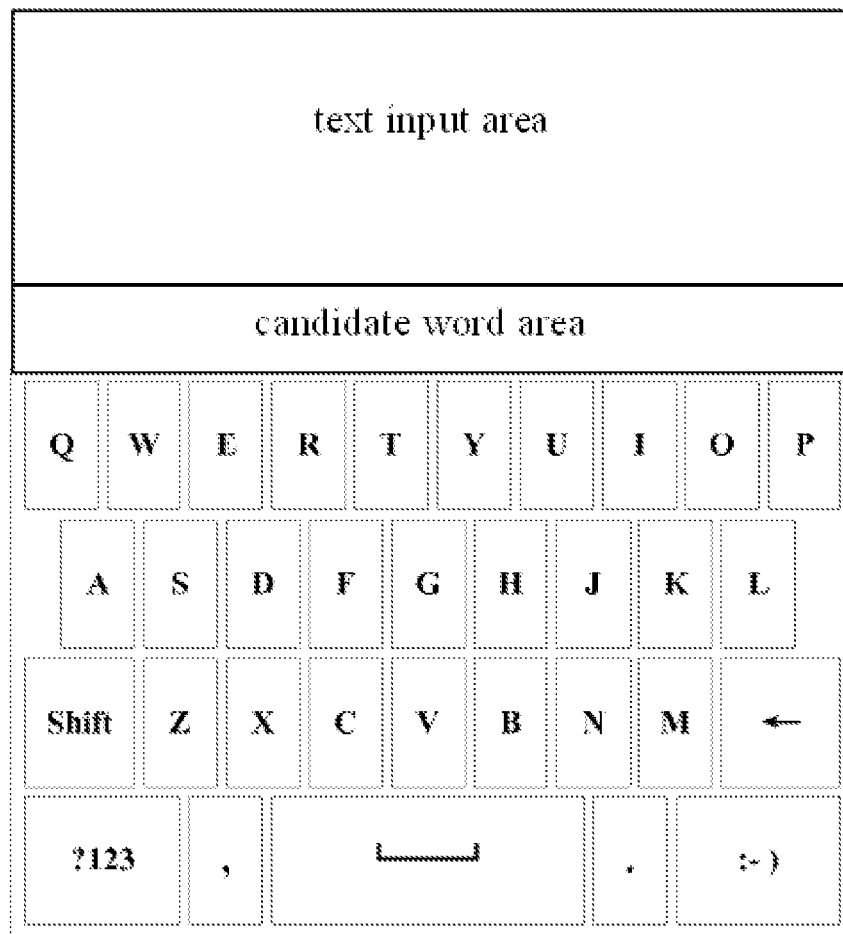 text input area
candidate word area
Q W E R T Y U I O P
A S D F G H J K L
Shift Z X C V B N M ←
?123 , . :- )